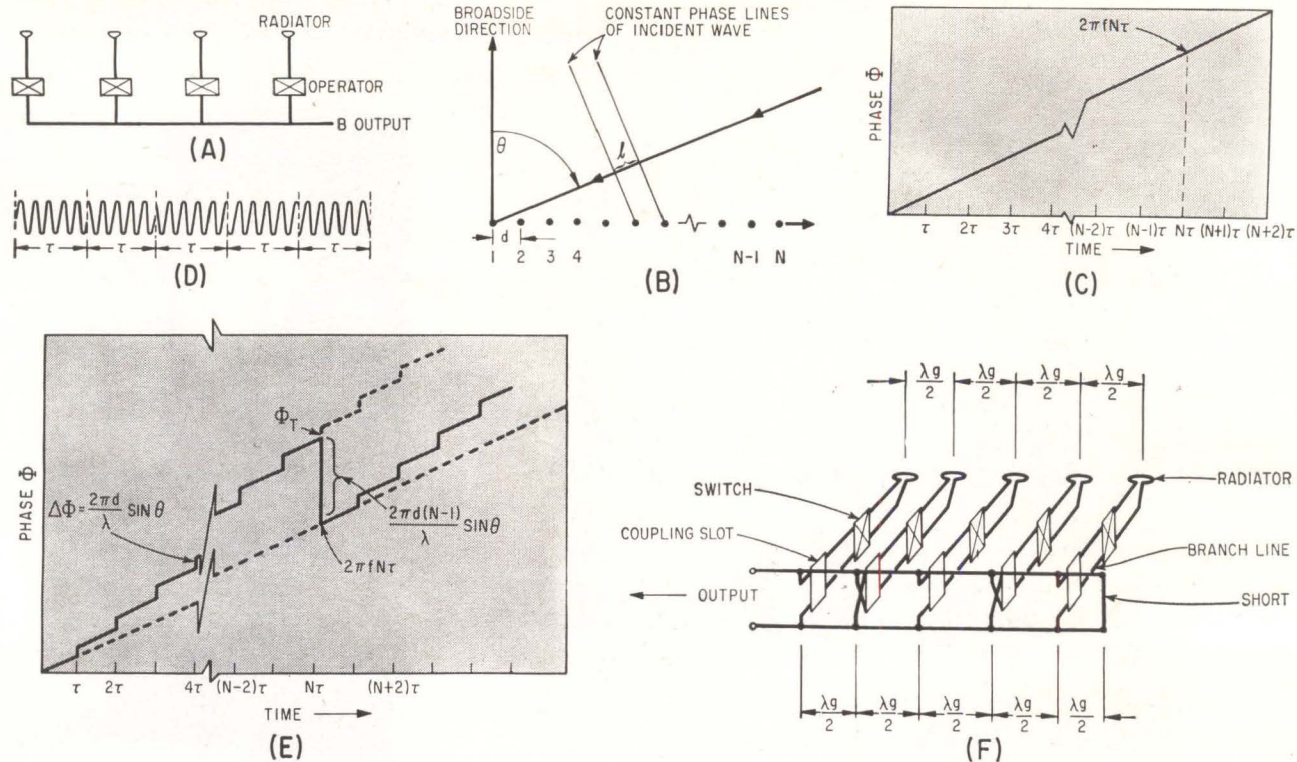 RADIATOR
OPERATOR
B OUTPUT
(A)
BROADSIDE
DIRECTION
CONSTANT PHASE LINES
OF INCIDENT WAVE
θ
l
d
1 2 3 4 N-1 N
(B)
2πfNτ
PHASE Φ
τ 2τ 3τ 4τ (N-2)τ (N-1)τ Nτ (N+1)τ (N+2)τ
TIME
(C)
τ τ τ τ τ
(D)
Φ_T
ΔΦ = 2πd/λ SIN θ
2πd(N-1)/λ SIN θ
2πfNτ
PHASE Φ
τ 2τ 4τ (N-2)τ Nτ (N+2)τ
TIME
(E)
λg/2 λg/2 λg/2 λg/2
RADIATOR
SWITCH
COUPLING SLOT
BRANCH LINE
OUTPUT
SHORT
λg/2 λg/2 λg/2 λg/2 λg/2
(F)